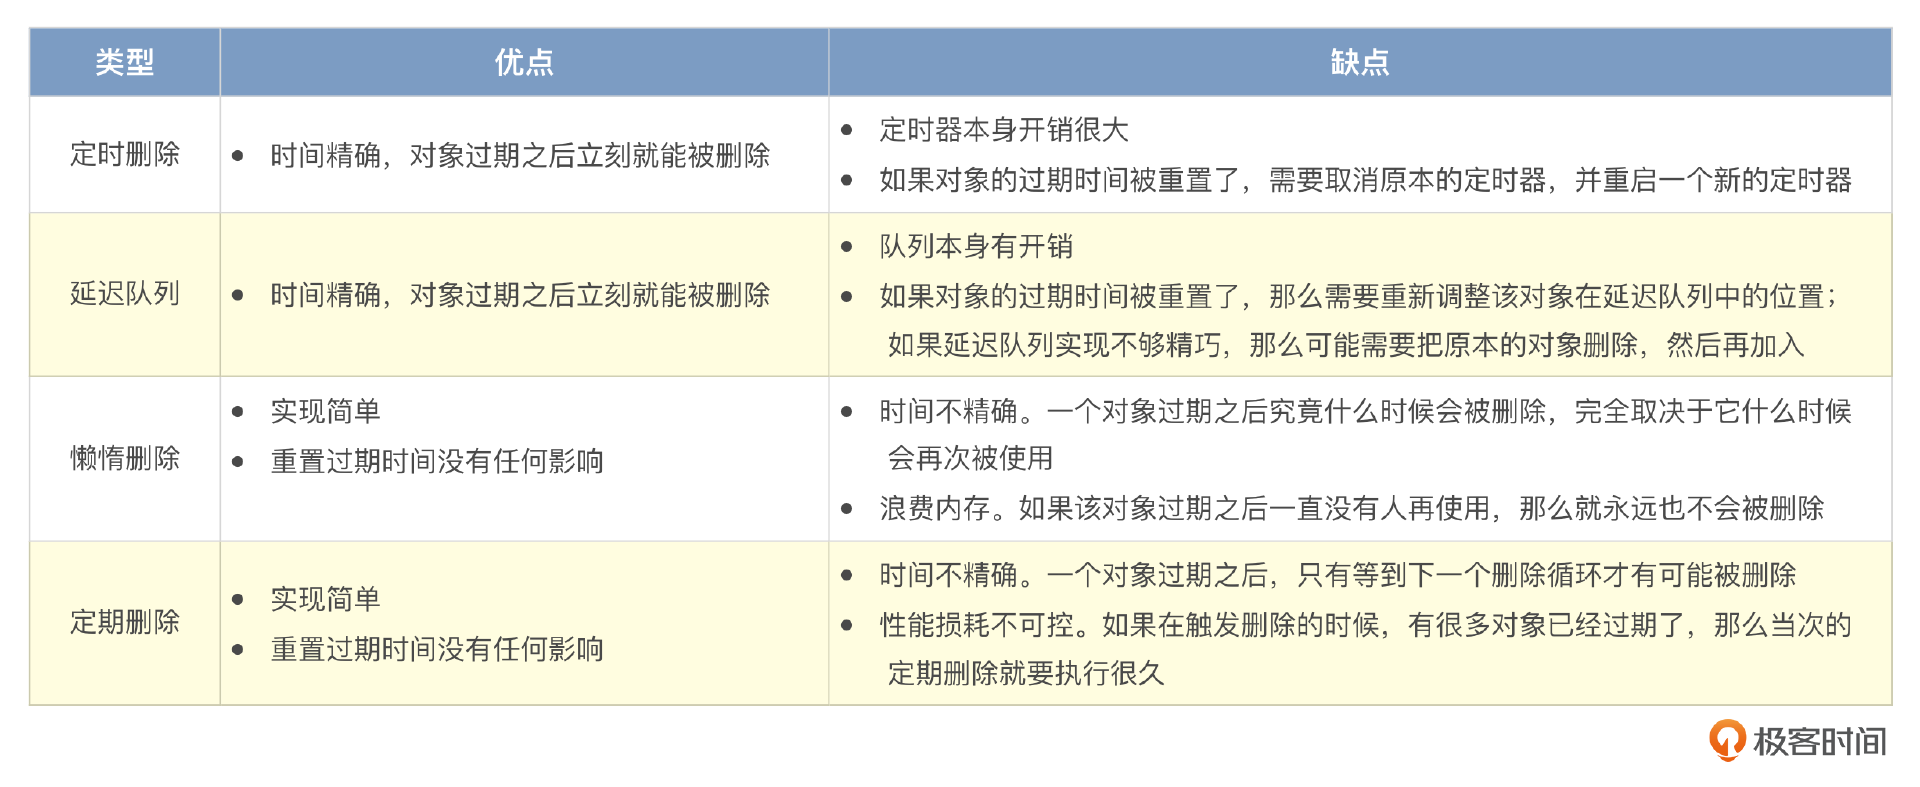 类型
优点
缺点
定时删除
● 时间精确，对象过期之后立刻就能被删除
● 定时器本身开销很大
● 如果对象的过期时间被重置了，需要取消原本的定时器，并重启一个新的定时器
延迟队列
● 时间精确，对象过期之后立刻就能被删除
● 队列本身有开销
● 如果对象的过期时间被重置了，那么需要重新调整该对象在延迟队列中的位置；
如果延迟队列实现不够精巧，那么可能需要把原本的对象删除，然后再加入
懒惰删除
● 实现简单
● 重置过期时间没有任何影响
● 时间不精确。一个对象过期之后究竟什么时候会被删除，完全取决于它什么时候
会再次被使用
● 浪费内存。如果该对象过期之后一直没有人再使用，那么就永远也不会被删除
定期删除
● 实现简单
● 重置过期时间没有任何影响
● 时间不精确。一个对象过期之后，只有等到下一个删除循环才有可能被删除
● 性能损耗不可控。如果在触发删除的时候，有很多对象已经过期了，那么当次的
定期删除就要执行很久
极客时间